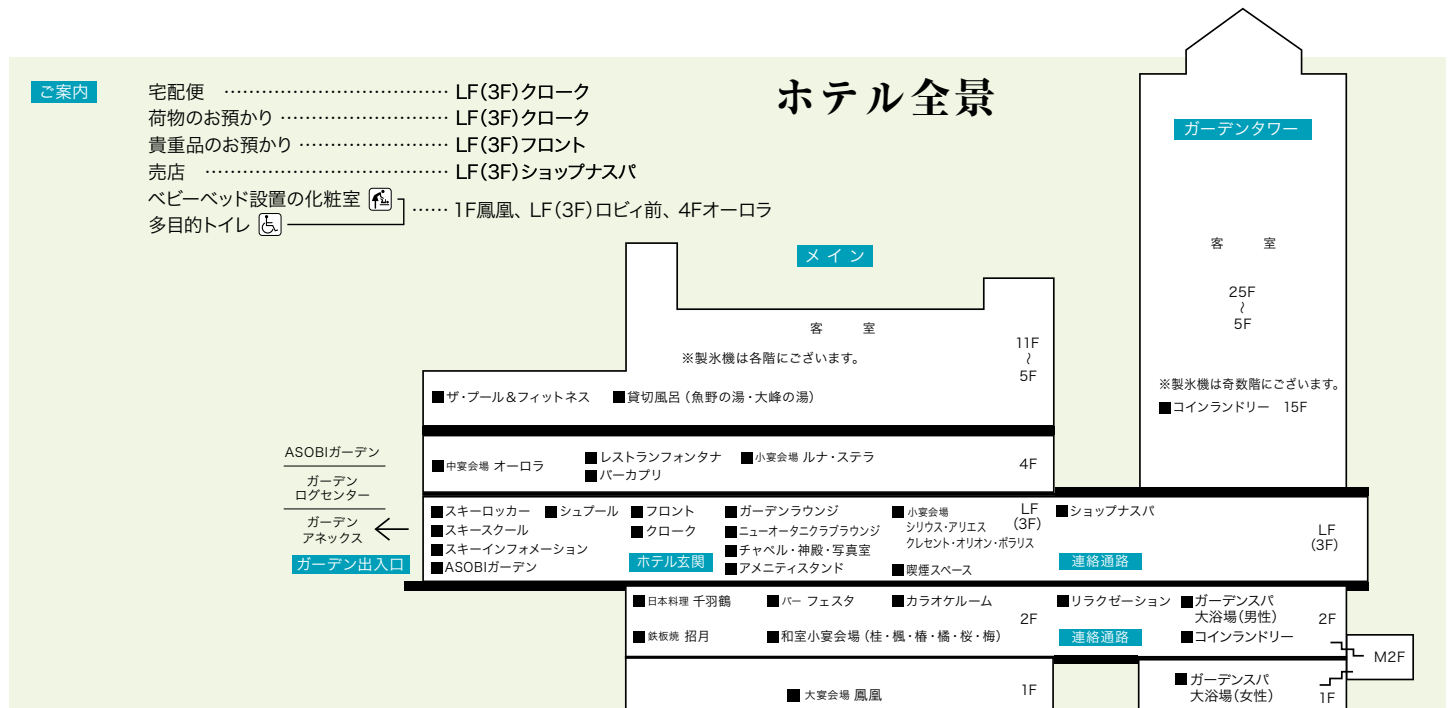 ホテル全景
ご案内
宅配便 ………………………………… LF(3F)クローク
荷物のお預かり ………………………… LF(3F)クローク
貴重品のお預かり ……………………… LF(3F)フロント
売店 …………………………………… LF(3F)ショップナスパ
ベビーベッド設置の化粧室
多目的トイレ
…… 1F鳳凰、LF(3F)ロビィ前、4Fオーロラ
ガーデンタワー
客 室
25F
〜
5F
※製氷機は奇数階にございます。
■コインランドリー 15F
メイン
客 室
※製氷機は各階にございます。
11F
〜
5F
■ザ・プール&フィットネス ■貸切風呂(魚野の湯・大峰の湯)
■中宴会場 オーロラ
■レストランフォンタナ
■バーカプリ
■小宴会場 ルナ・ステラ
4F
ASOBIガーデン
ガーデン
ログセンター
ガーデン
アネックス
ガーデン出入口
■スキーロッカー ■シュプール
■スキースクール
■スキーインフォメーション
■ASOBIガーデン
■フロント
■クローク
ホテル玄関
■ガーデンラウンジ
■ニューオータニクラブラウンジ
■チャペル・神殿・写真室
■アメニティスタンド
■小宴会場
シリウス・アリエス
クレセント・オリオン・ポラリス
■喫煙スペース
LF
(3F)
■ショップナスパ
連絡通路
LF
(3F)
■日本料理 千羽鶴 ■バー フェスタ ■カラオケルーム
■鉄板焼 招月 ■和室小宴会場(桂・楓・椿・橘・桜・梅)
2F
■リラクゼーション
連絡通路
■ガーデンスパ
大浴場(男性)
■コインランドリー
2F
M2F
■大宴会場 鳳凰
1F
■ガーデンスパ
大浴場(女性)
1F